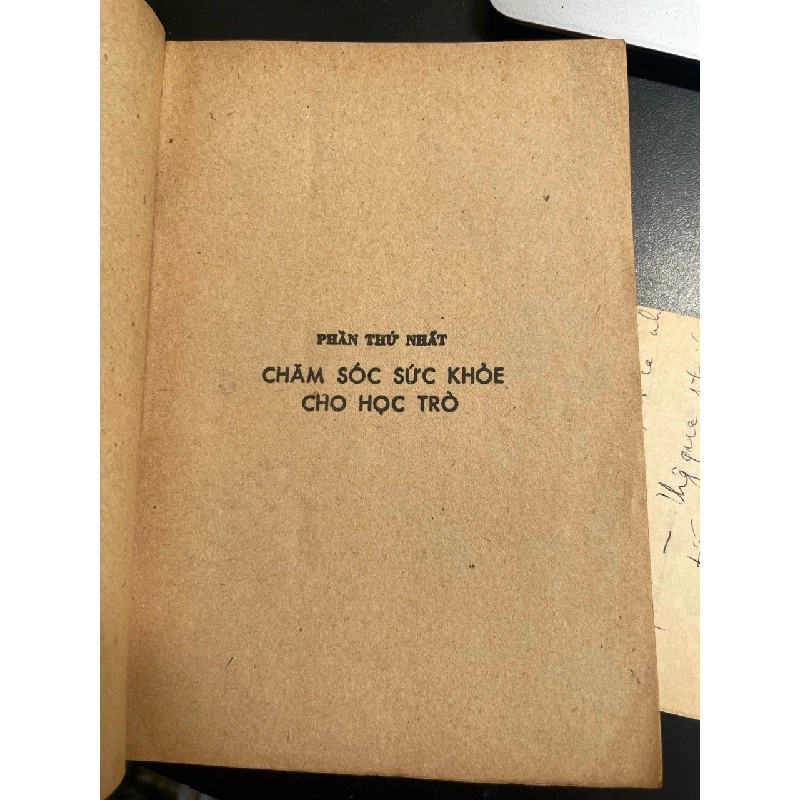 PHẦN THỨ NHẤT
CHĂM SÓC SỨC KHỎE
CHO HỌC TRÒ